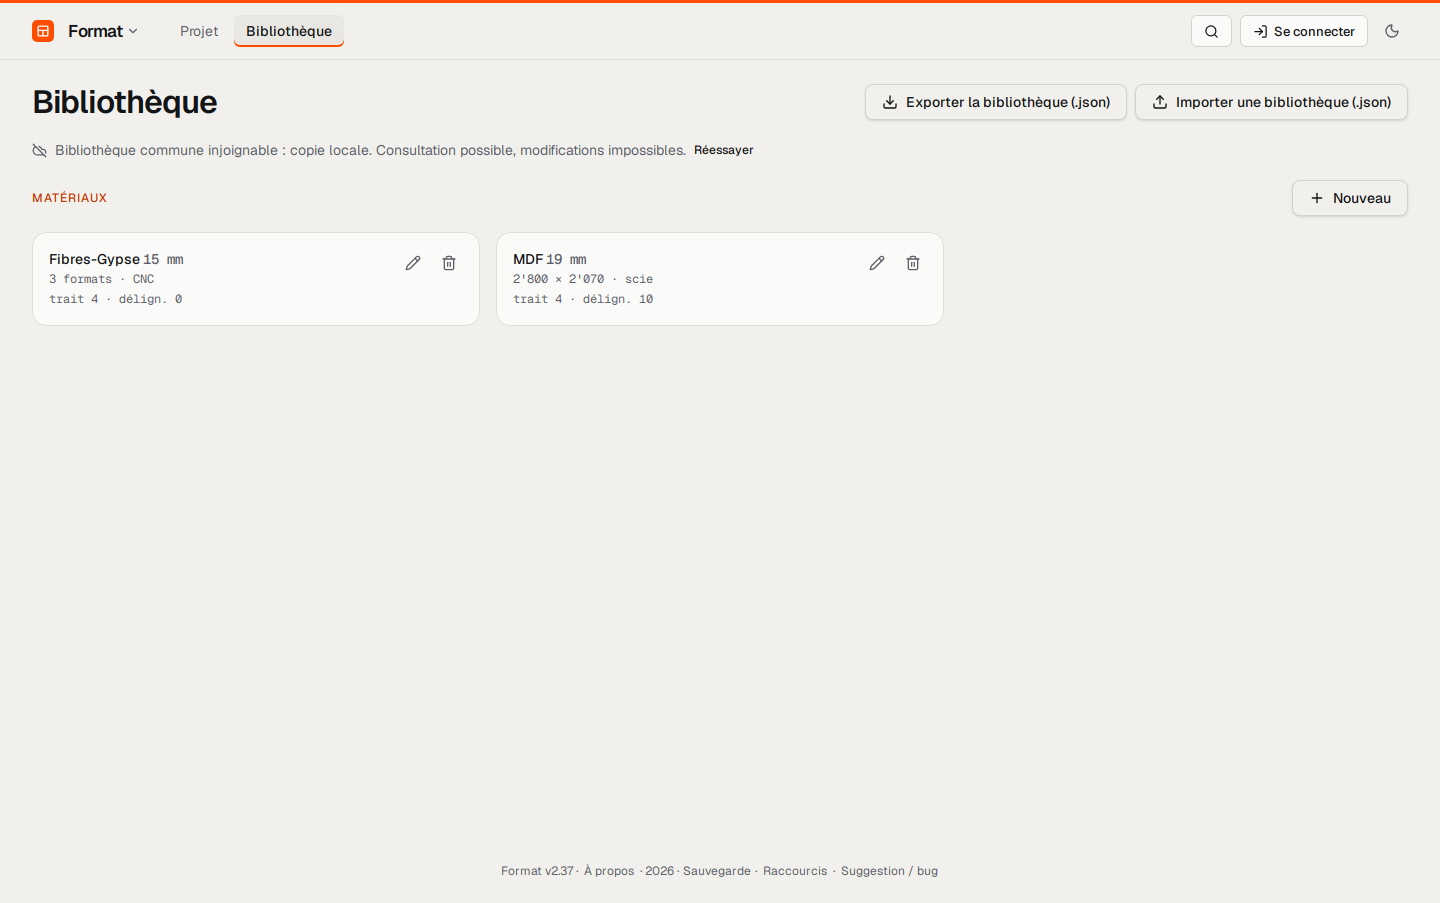 Format
Projet
Bibliothèque
Se connecter
Bibliothèque
Exporter la bibliothèque (.json)
Importer une bibliothèque (.json)
Bibliothèque commune injoignable : copie locale. Consultation possible, modifications impossibles. Réessayer
MATÉRIAUX
Nouveau
Fibres-Gypse 15 mm
3 formats · CNC
trait 4 · délign. 0
MDF 19 mm
2'800 × 2'070 · scie
trait 4 · délign. 10
Format v2.37 · À propos · 2026 · Sauvegarde · Raccourcis · Suggestion / bug